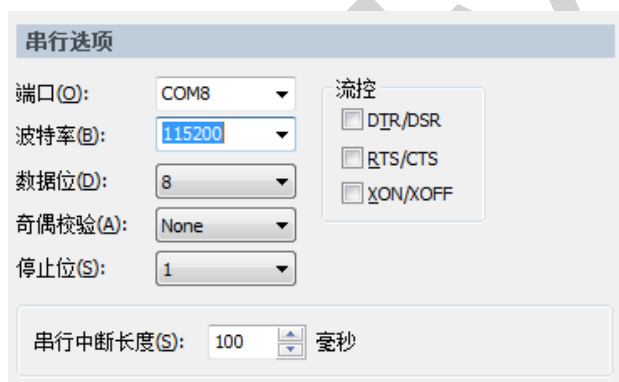 串行选项
端口(O): COM8
波特率(B): 115200
数据位(D): 8
奇偶校验(A): None
停止位(S): 1
流控
DTR/DSR
RTS/CTS
XON/XOFF
串行中断长度(S): 100 毫秒